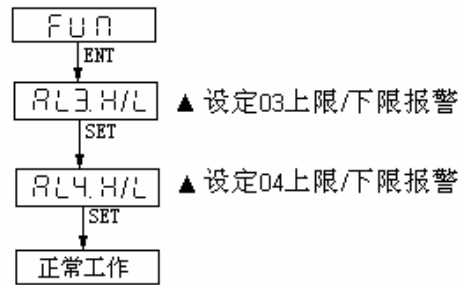 FUN
ENT
AL3.H/L ▲ 设定03上限/下限报警
SET
AL4.H/L ▲ 设定04上限/下限报警
SET
正常工作